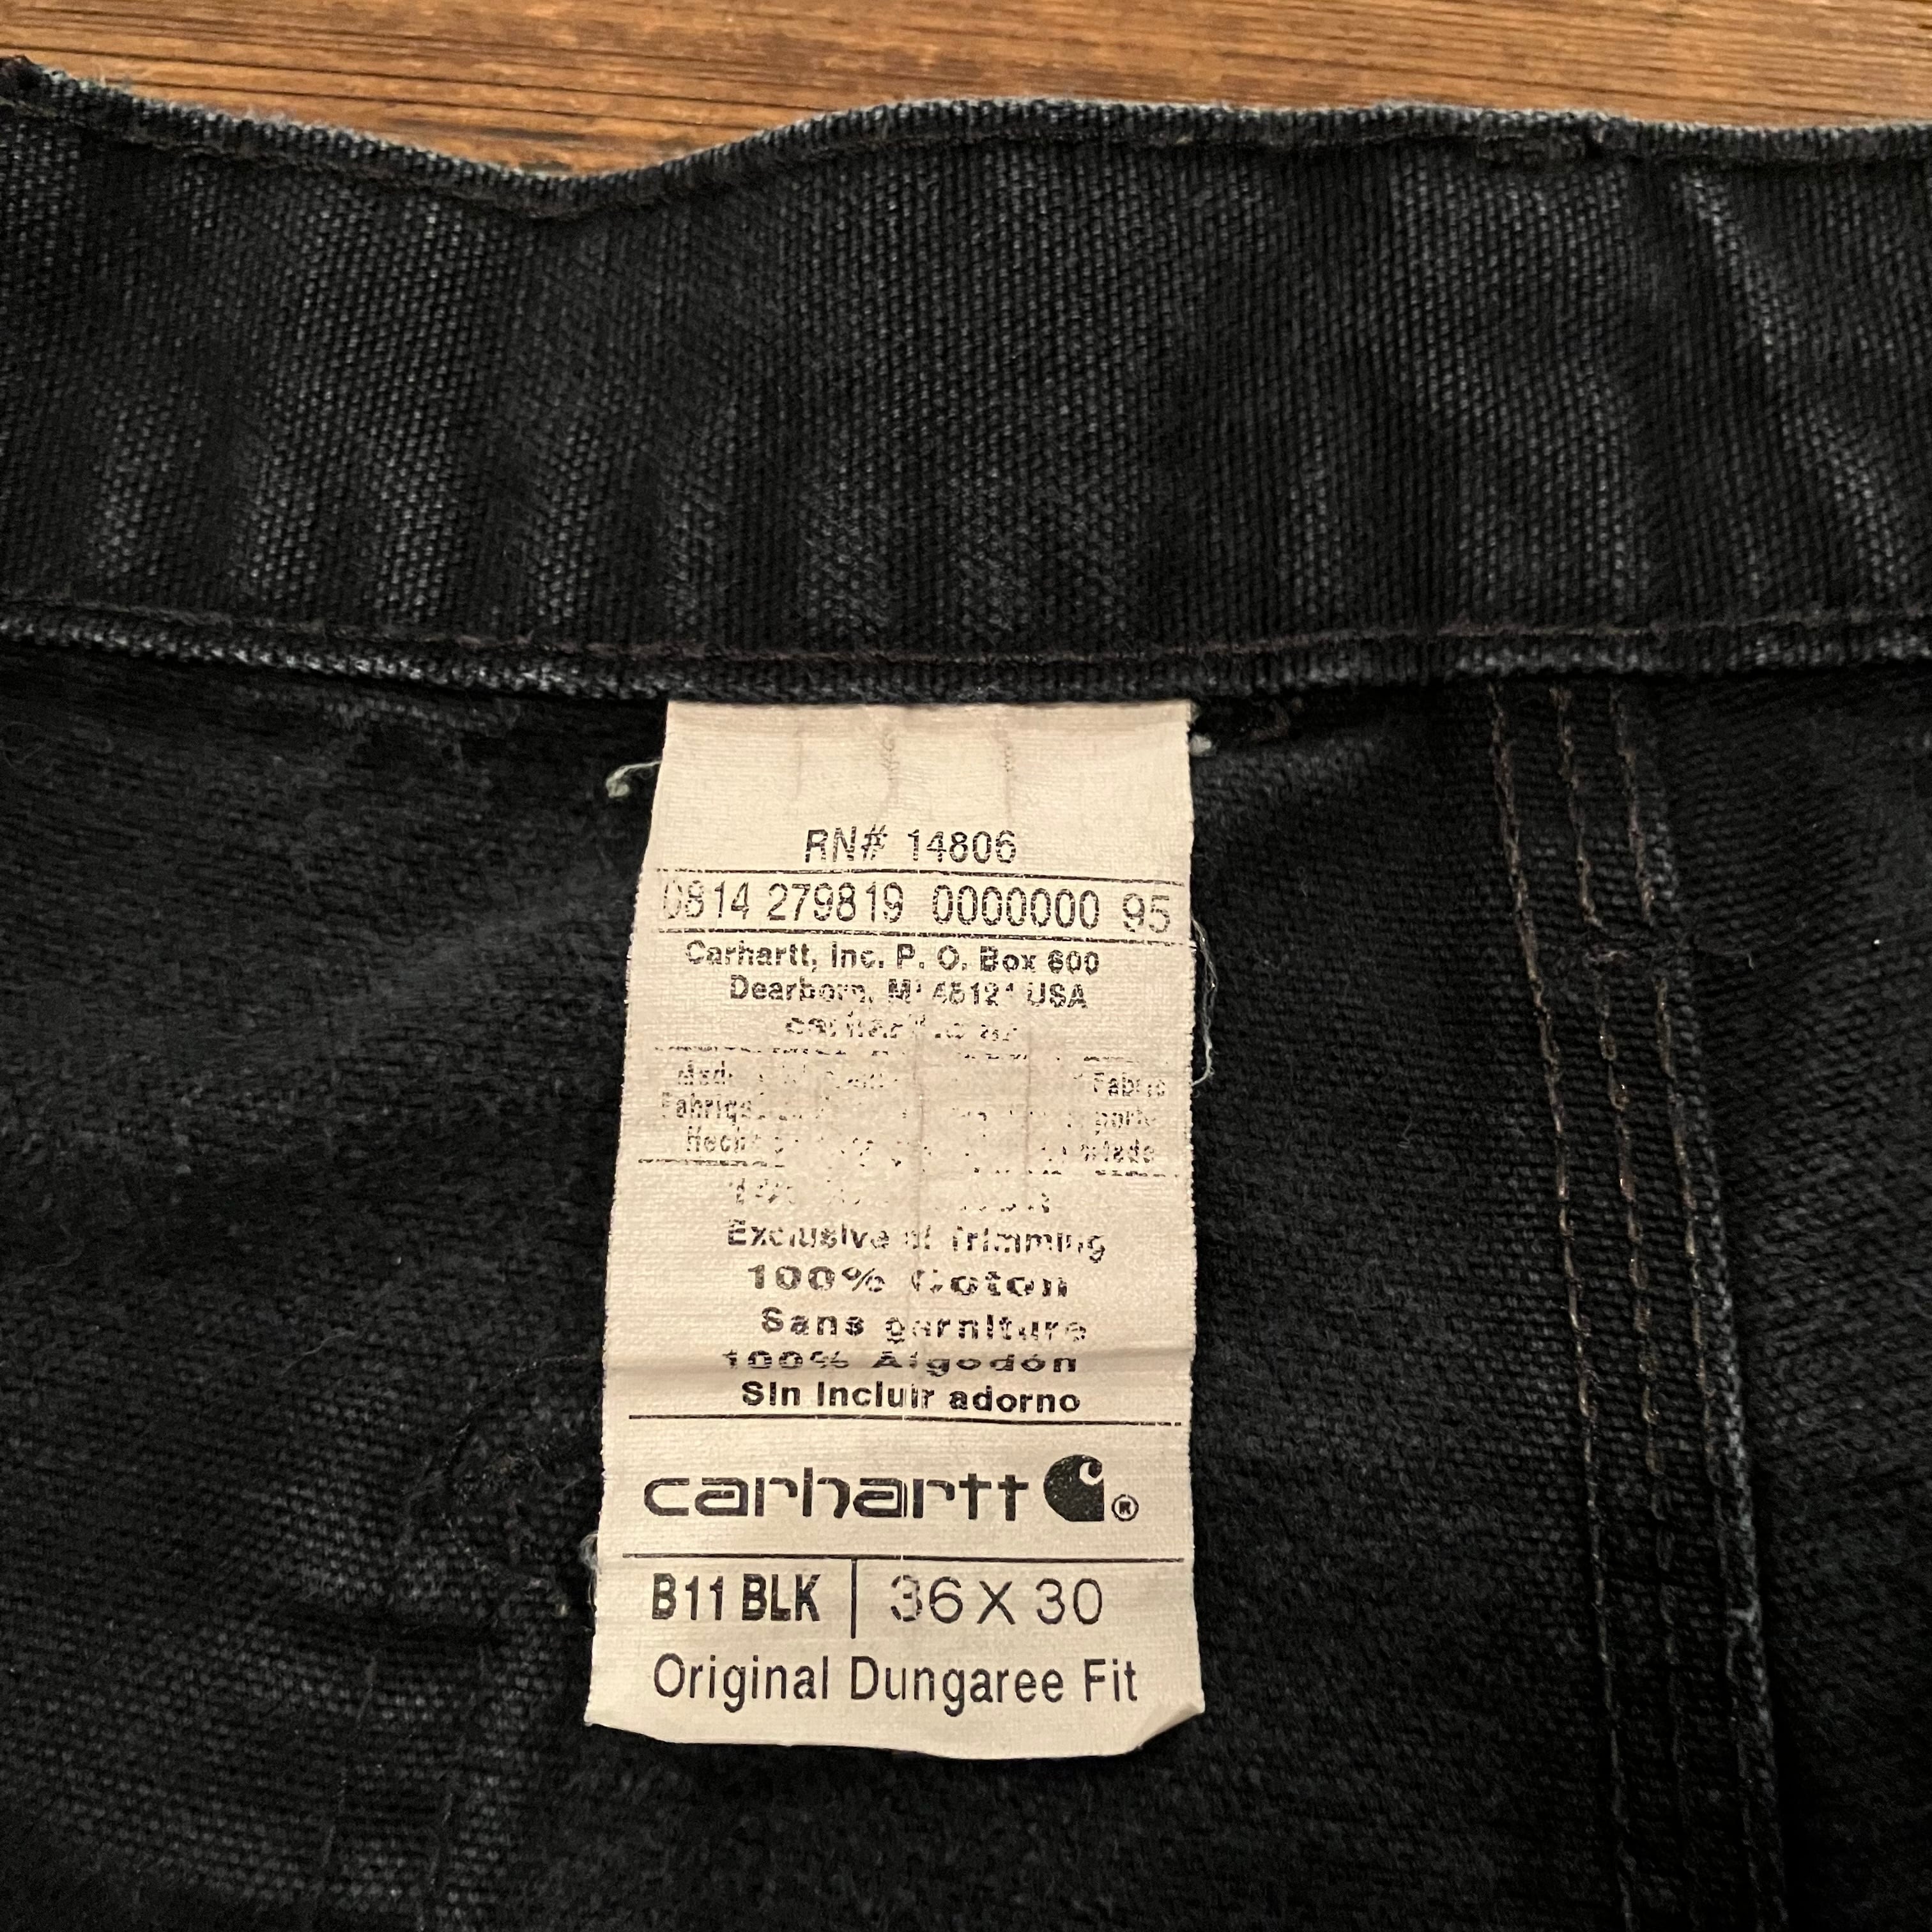 RN# 14806
0814 279819 0000000 95
Carhartt, Inc. P. O. Box 600
Dearborn, MI 48121 USA
Fabric
Exclusive of Trimming
100% Coton
Sans garniture
100% Algodón
Sin incluir adorno
carhartt ®
B11 BLK | 36 X 30
Original Dungaree Fit